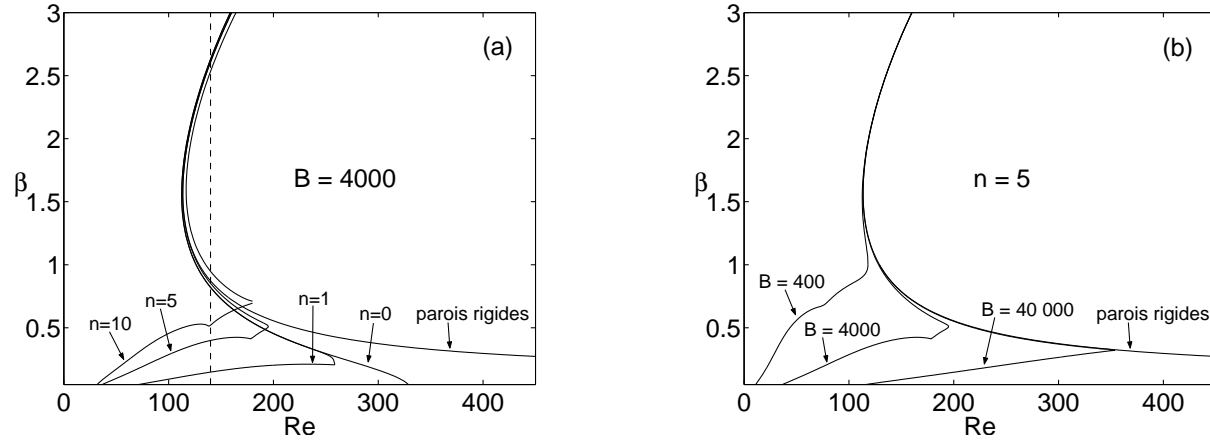 (a)
3
2.5
2
β
1.5
1
0.5
B = 4000
n=10
n=5
n=1
n=0
parois rigides
0
100
200
300
400
Re
(b)
3
2.5
2
β
1.5
1
0.5
n = 5
B = 400
B = 4000
B = 40 000
parois rigides
0
100
200
300
400
Re